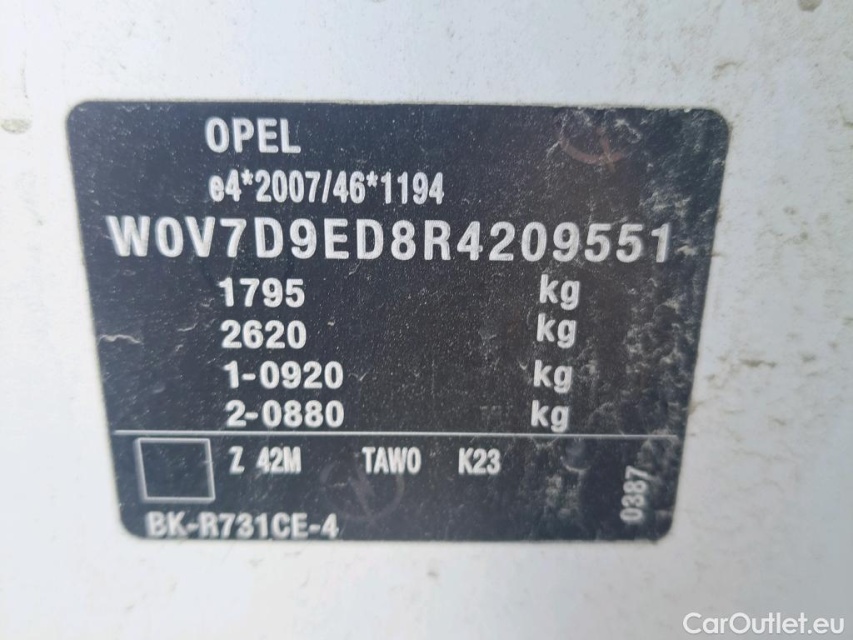 OPEL
e4*2007/46*1194
W0V7D9ED8R4209551
1795 kg
2620 kg
1-0920 kg
2-0880 kg
Z 42M TAW0 K23
0387
BK-R731CE-4
CarOutlet.eu